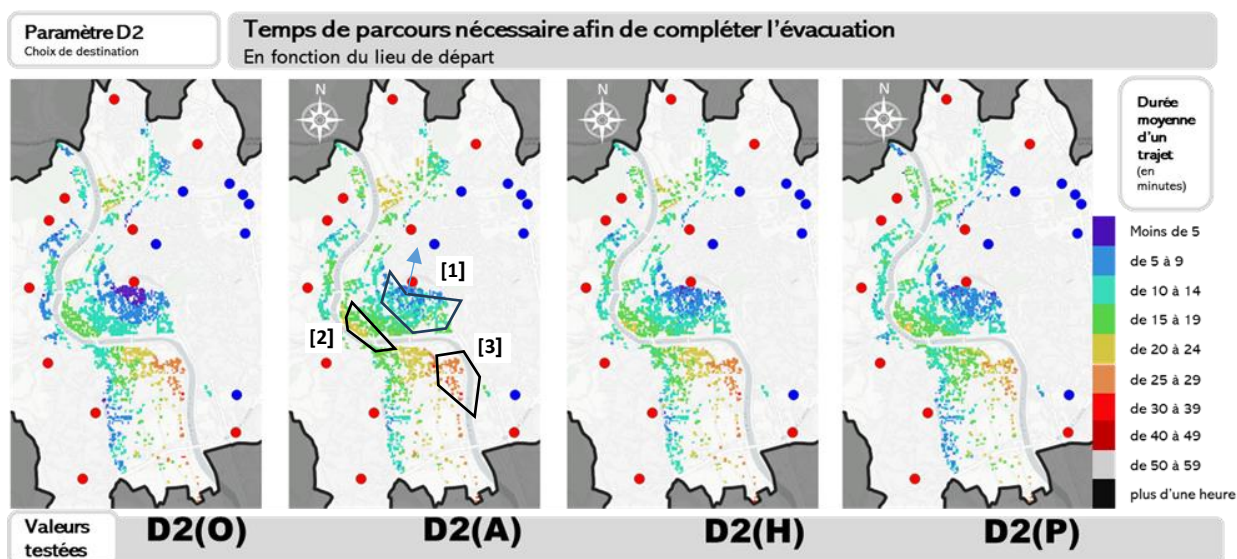 Paramètre D2
Choix de destination
Temps de parcours nécessaire afin de compléter l'évacuation
En fonction du lieu de départ
N
N
N
Durée
moyenne
d'un
trajet
(en
minutes)
[1]
[2]
[3]
Moins de 5
de 5 à 9
de 10 à 14
de 15 à 19
de 20 à 24
de 25 à 29
de 30 à 39
de 40 à 49
de 50 à 59
plus d'une heure
Valeurs
testées
D2(O)
D2(A)
D2(H)
D2(P)